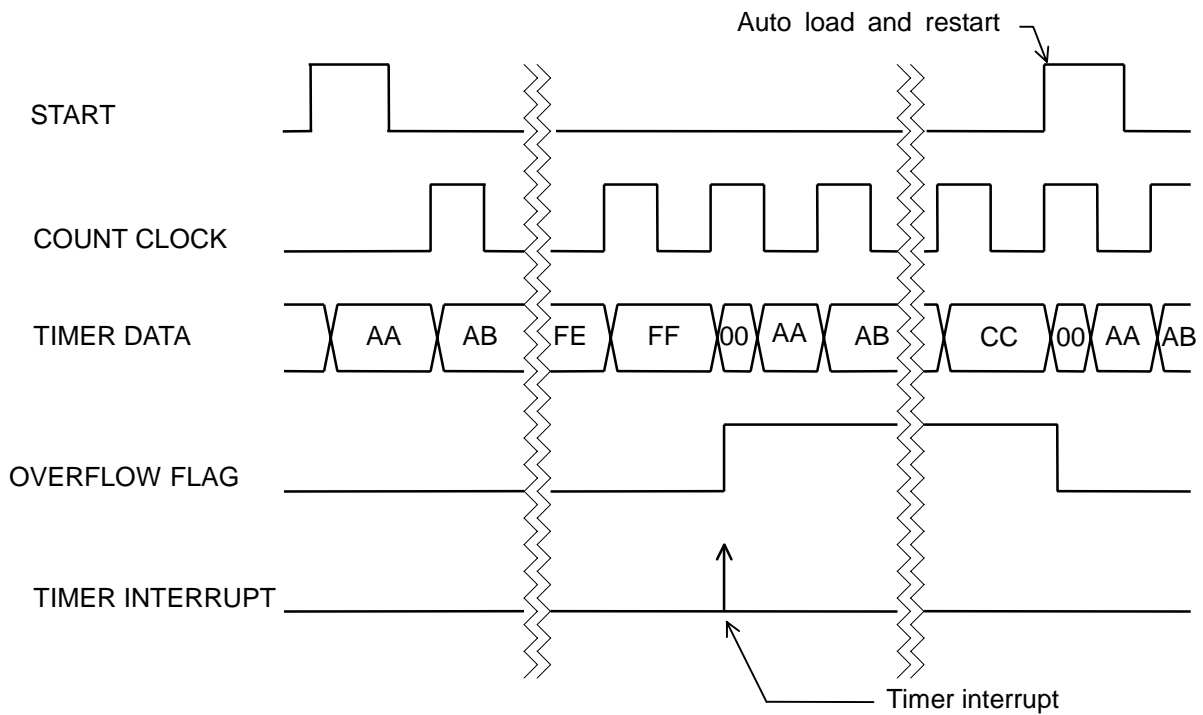 Auto load and restart
START
COUNT CLOCK
TIMER DATA
AA AB FE FF 00 AA AB CC 00 AA AB
OVERFLOW FLAG
TIMER INTERRUPT
Timer interrupt